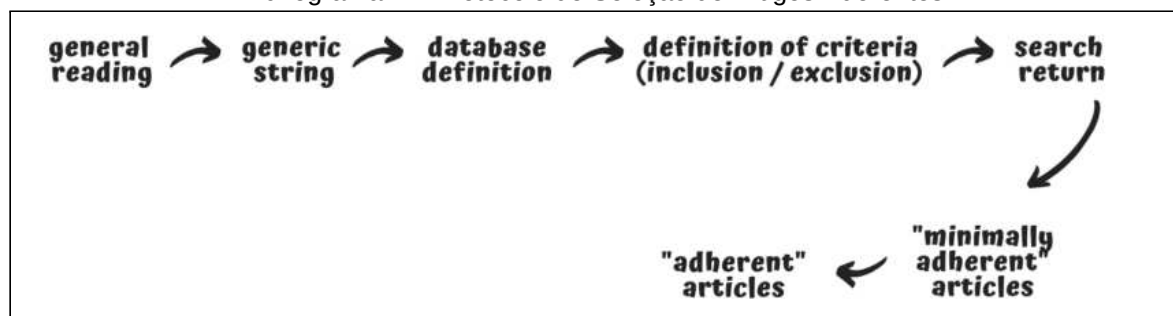 general
reading
generic
string
database
definition
definition of criteria
(inclusion / exclusion)
search
return
"minimally
adherent"
articles
"adherent"
articles